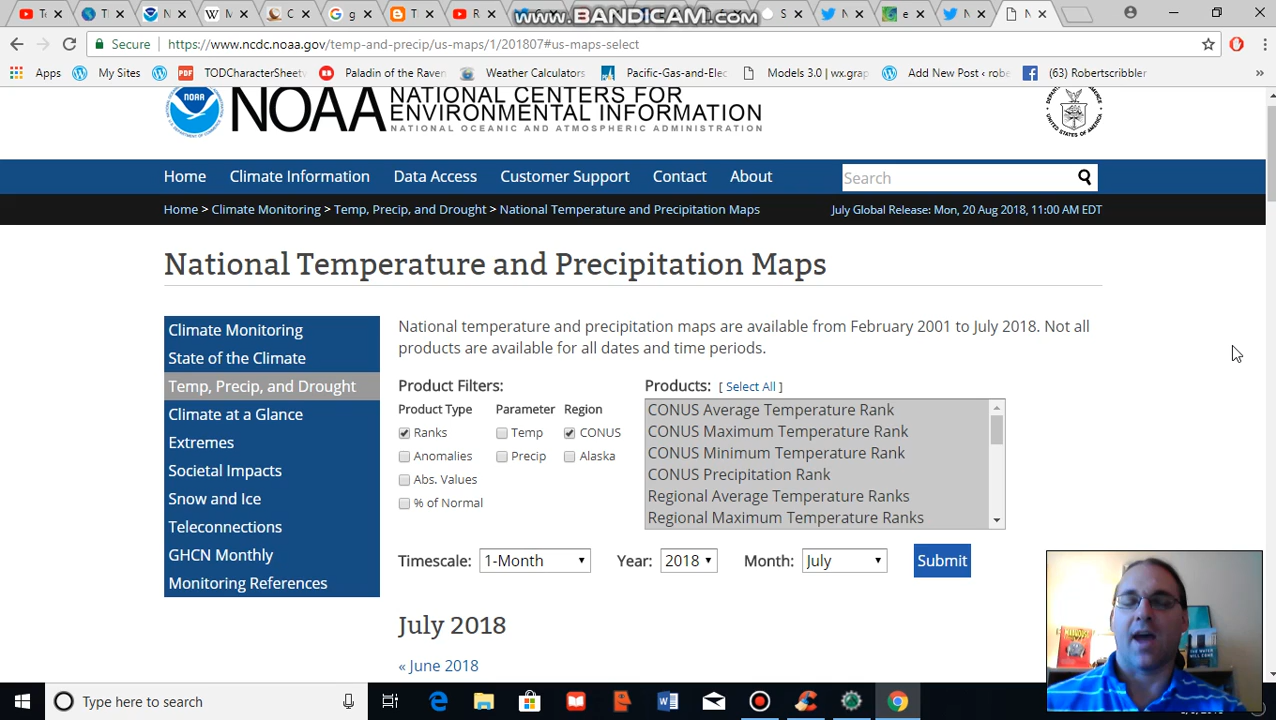 www.BANDICAM.com
Secure https://www.ncdc.noaa.gov/temp-and-precip/us-maps/1/201807#us-maps-select
Apps My Sites TODCharacterSheet Paladin of the Raven Weather Calculators Pacific-Gas-and-Elec Models 3.0 | wx.grap Add New Post ‹ robe (63) Robertscribbler »
NOAA NATIONAL CENTERS FOR
ENVIRONMENTAL INFORMATION
NATIONAL OCEANIC AND ATMOSPHERIC ADMINISTRATION
Home Climate Information Data Access Customer Support Contact About Search
Home > Climate Monitoring > Temp, Precip, and Drought > National Temperature and Precipitation Maps July Global Release: Mon, 20 Aug 2018, 11:00 AM EDT
National Temperature and Precipitation Maps
Climate Monitoring
State of the Climate
Temp, Precip, and Drought
Climate at a Glance
Extremes
Societal Impacts
Snow and Ice
Teleconnections
GHCN Monthly
Monitoring References
National temperature and precipitation maps are available from February 2001 to July 2018. Not all
products are available for all dates and time periods.
Product Filters:
Product Type Parameter Region
Ranks Temp CONUS
Anomalies Precip Alaska
Abs. Values
% of Normal
Products: [ Select All ]
CONUS Average Temperature Rank
CONUS Maximum Temperature Rank
CONUS Minimum Temperature Rank
CONUS Precipitation Rank
Regional Average Temperature Ranks
Regional Maximum Temperature Ranks
Timescale: 1-Month Year: 2018 Month: July Submit
July 2018
« June 2018
Type here to search